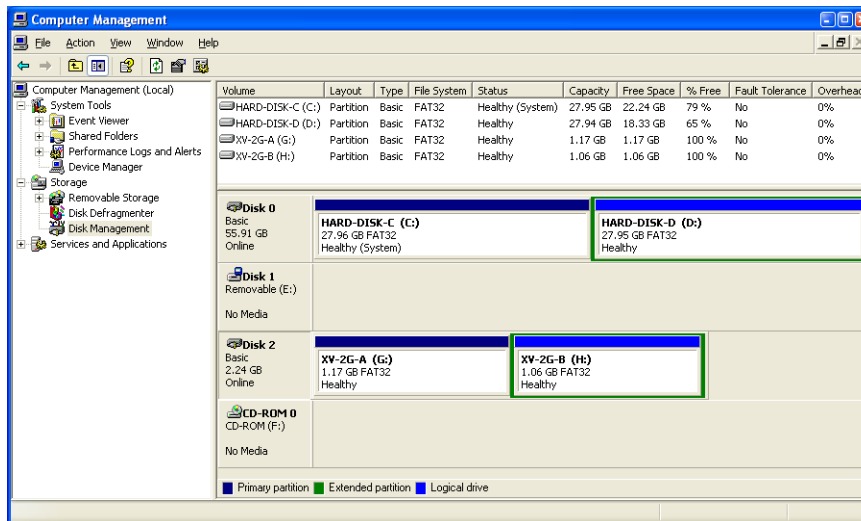 Computer Management
File Action View Window Help
Computer Management (Local)
System Tools
Event Viewer
Shared Folders
Performance Logs and Alerts
Device Manager
Storage
Removable Storage
Disk Defragmenter
Disk Management
Services and Applications
Volume Layout Type File System Status Capacity Free Space % Free Fault Tolerance Overhead
HARD-DISK-C (C:) Partition Basic FAT32 Healthy (System) 27.95 GB 22.24 GB 79 % No 0%
HARD-DISK-D (D:) Partition Basic FAT32 Healthy 27.94 GB 18.33 GB 65 % No 0%
XV-2G-A (G:) Partition Basic FAT32 Healthy 1.17 GB 1.17 GB 100 % No 0%
XV-2G-B (H:) Partition Basic FAT32 Healthy 1.06 GB 1.06 GB 100 % No 0%
Disk 0
Basic
55.91 GB
Online
HARD-DISK-C (C:)
27.96 GB FAT32
Healthy (System)
HARD-DISK-D (D:)
27.95 GB FAT32
Healthy
Disk 1
Removable (E:)
No Media
Disk 2
Basic
2.24 GB
Online
XV-2G-A (G:)
1.17 GB FAT32
Healthy
XV-2G-B (H:)
1.06 GB FAT32
Healthy
CD-ROM 0
CD-ROM (F:)
No Media
Primary partition Extended partition Logical drive